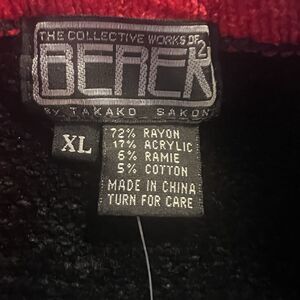 THE COLLECTIVE WORKS OF
BEREK 2
BY TAKAKO SAKON
XL
72% RAYON
17% ACRYLIC
6% RAMIE
5% COTTON
MADE IN CHINA
TURN FOR CARE